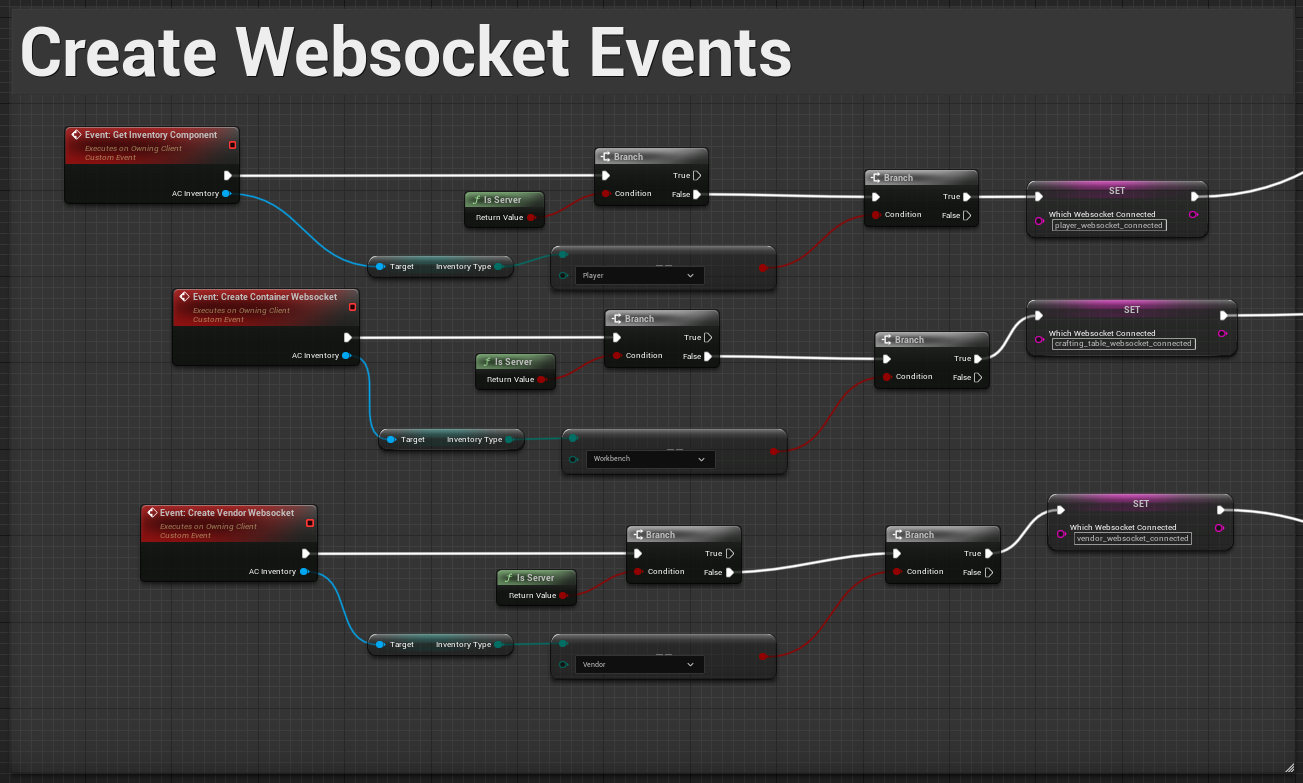 Create Websocket Events
Event: Get Inventory Component
Executes on Owning Client
Custom Event
AC Inventory
Is Server
Return Value
Branch
True
Condition
False
Branch
True
Condition
False
SET
Which Websocket Connected
player_websocket_connected
Target
Inventory Type
==
Player
Event: Create Container Websocket
Executes on Owning Client
Custom Event
AC Inventory
Is Server
Return Value
Branch
True
Condition
False
Branch
True
Condition
False
SET
Which Websocket Connected
crafting_table_websocket_connected
Target
Inventory Type
==
Workbench
Event: Create Vendor Websocket
Executes on Owning Client
Custom Event
AC Inventory
Is Server
Return Value
Branch
True
Condition
False
Branch
True
Condition
False
SET
Which Websocket Connected
vendor_websocket_connected
Target
Inventory Type
==
Vendor